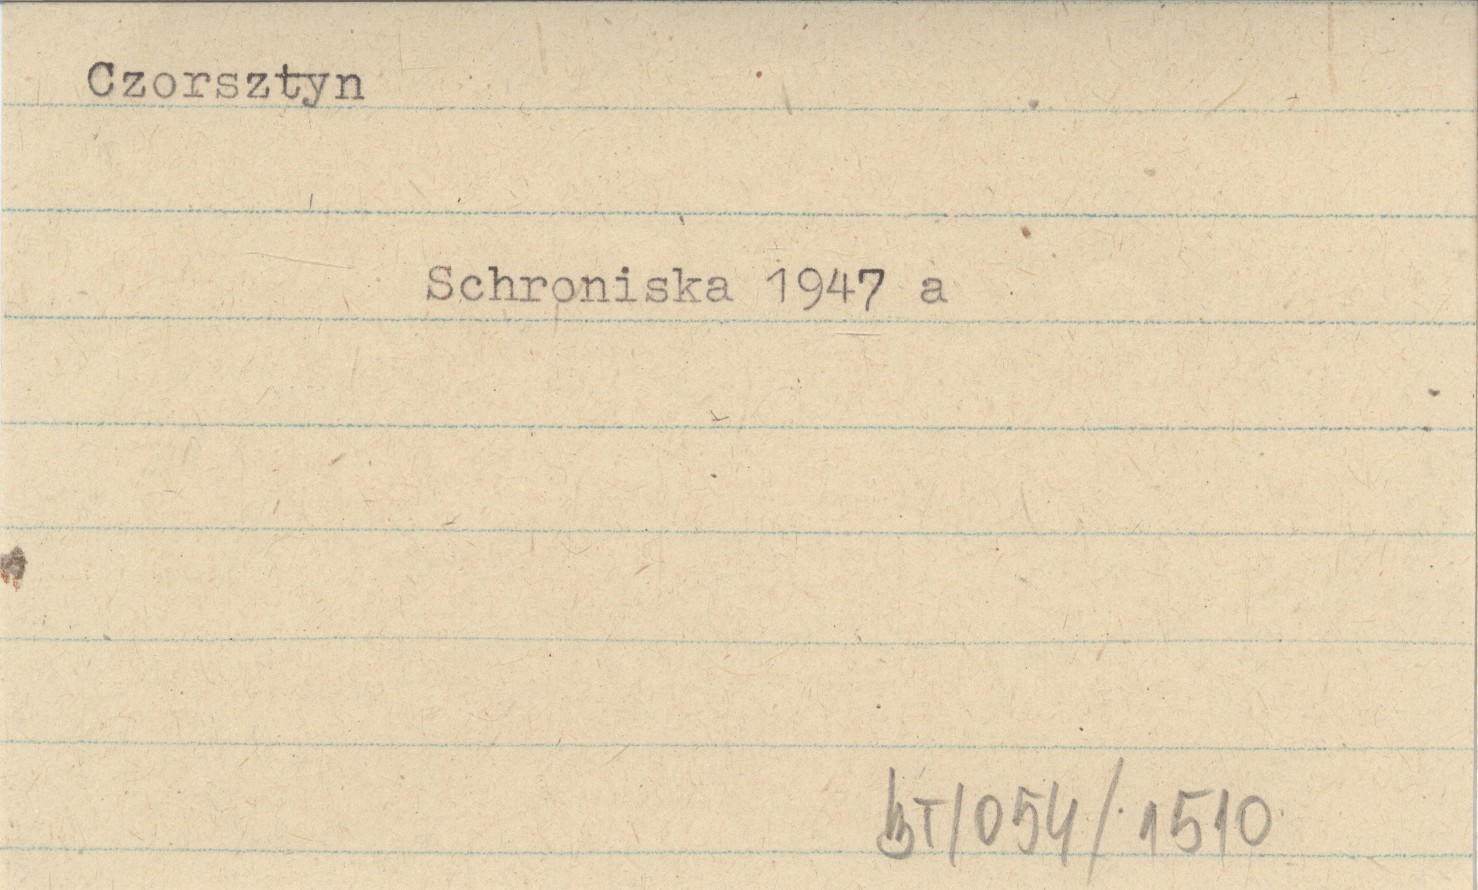 Czorsztyn
Schroniska 1947 a
bT/054/1510